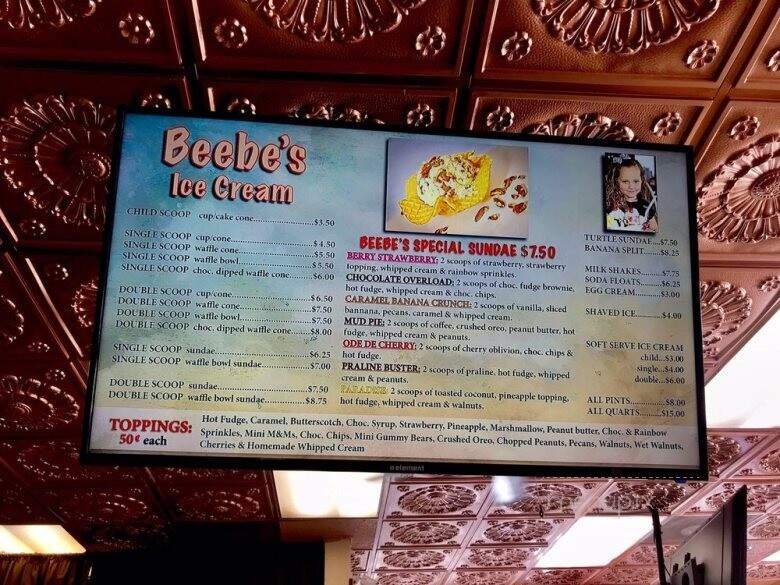 Beebe's
Ice Cream
CHILD SCOOP cup/cake cone...$3.50
SINGLE SCOOP cup/cone...$4.50
SINGLE SCOOP waffle cone...$5.50
SINGLE SCOOP waffle bowl...$5.50
SINGLE SCOOP choc. dipped waffle cone...$6.00
DOUBLE SCOOP cup/cone...$6.50
DOUBLE SCOOP waffle cone...$7.50
DOUBLE SCOOP waffle bowl...$7.50
DOUBLE SCOOP choc. dipped waffle cone...$8.00
SINGLE SCOOP sundae...$6.25
SINGLE SCOOP waffle bowl sundae...$7.00
DOUBLE SCOOP sundae...$7.50
DOUBLE SCOOP waffle bowl sundae...$8.75
BEEBE'S SPECIAL SUNDAE $7.50
BERRY STRAWBERRY; 2 scoops of strawberry, strawberry
topping, whipped cream & rainbow sprinkles.
CHOCOLATE OVERLOAD; 2 scoops of choc, fudge brownie,
hot fudge, whipped cream & choc. chips.
CARAMEL BANANA CRUNCH; 2 scoops of vanilla, sliced
bannana, pecans, caramel & whipped cream.
MUD PIE; 2 scoops of coffee, crushed oreo, peanut butter, hot
fudge, whipped cream & peanuts.
ODE DE CHERRY; 2 scoops of cherry oblivion, choc. chips &
hot fudge.
PRALINE BUSTER; 2 scoops of praline, hot fudge, whipped
cream & peanuts.
PARADISE; 2 scoops of toasted coconut, pineapple topping,
hot fudge, whipped cream & walnuts.
TURTLE SUNDAE...$7.50
BANANA SPLIT...$8.25
MILK SHAKES...$7.75
SODA FLOATS...$6.25
EGG CREAM...$3.00
SHAVED ICE...$4.00
SOFT SERVE ICE CREAM
child...$3.00
single...$4.00
double...$6.00
ALL PINTS...$8.00
ALL QUARTS...$15.00
TOPPINGS:
50¢ each
Hot Fudge, Caramel, Butterscotch, Choc. Syrup, Strawberry, Pineapple, Marshmallow, Peanut butter, Choc. & Rainbow
Sprinkles, Mini M&Ms, Choc. Chips, Mini Gummy Bears, Crushed Oreo, Chopped Peanuts, Pecans, Walnuts, Wet Walnuts,
Cherries & Homemade Whipped Cream
element